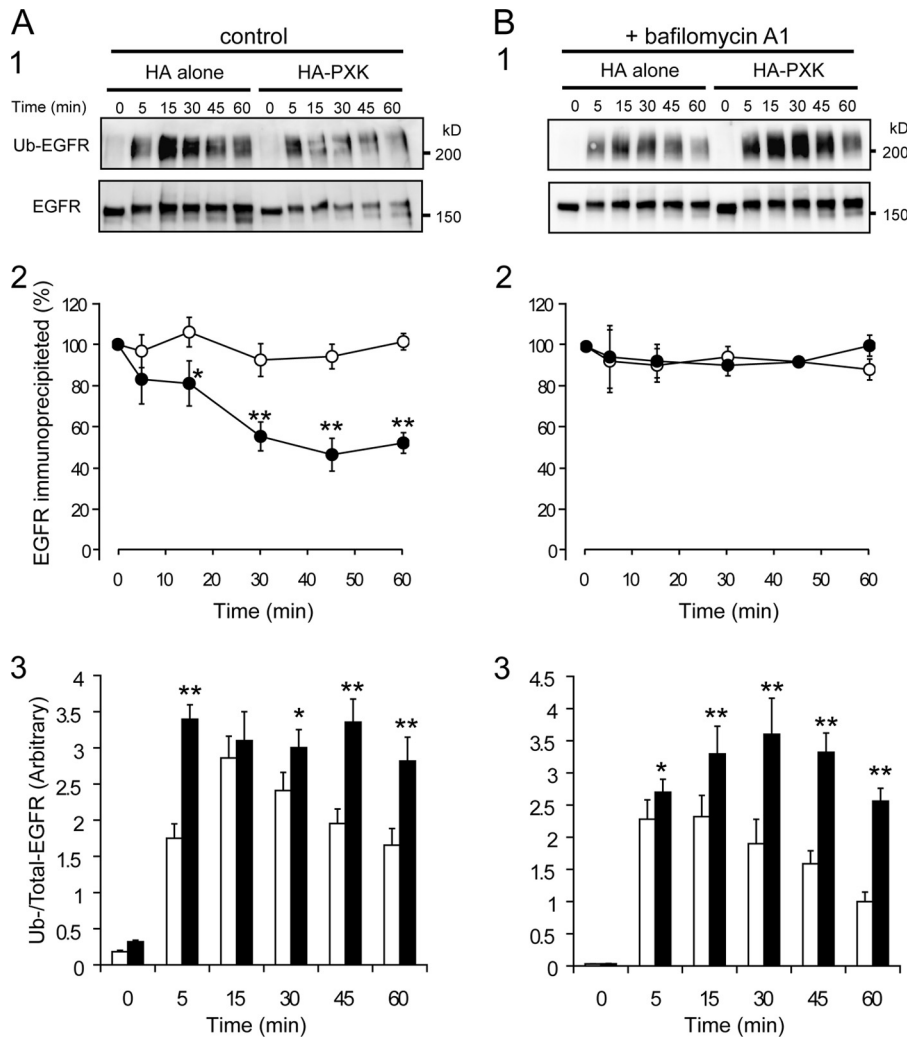 A
control
1
HA alone HA-PXK
Time (min) 0 5 15 30 45 60 0 5 15 30 45 60
kD
Ub-EGFR
200
EGFR
150
2
EGFR immunoprecipiteted (%)
120
100
80
60
40
20
0
* ** ** **
0 10 20 30 40 50 60
Time (min)
3
Ub-/Total-EGFR (Arbitrary)
4
3.5
3
2.5
2
1.5
1
0.5
0
** * ** **
0 5 15 30 45 60
Time (min)
B
+ bafilomycin A1
1
HA alone HA-PXK
0 5 15 30 45 60 0 5 15 30 45 60
kD
200
150
2
120
100
80
60
40
20
0
0 10 20 30 40 50 60
Time (min)
3
4.5
4
3.5
3
2.5
2
1.5
1
0.5
0
* ** ** ** **
0 5 15 30 45 60
Time (min)